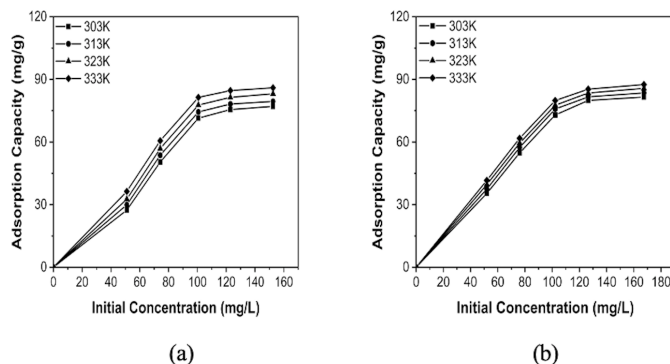 120
90
60
30
0
Adsorption Capacity (mg/g)
303K
313K
323K
333K
0 20 40 60 80 100 120 140 160
Initial Concentration (mg/L)
(a)
120
90
60
30
0
Adsorption Capacity (mg/g)
303K
313K
323K
333K
0 20 40 60 80 100 120 140 160 180
Initial Concentration (mg/L)
(b)